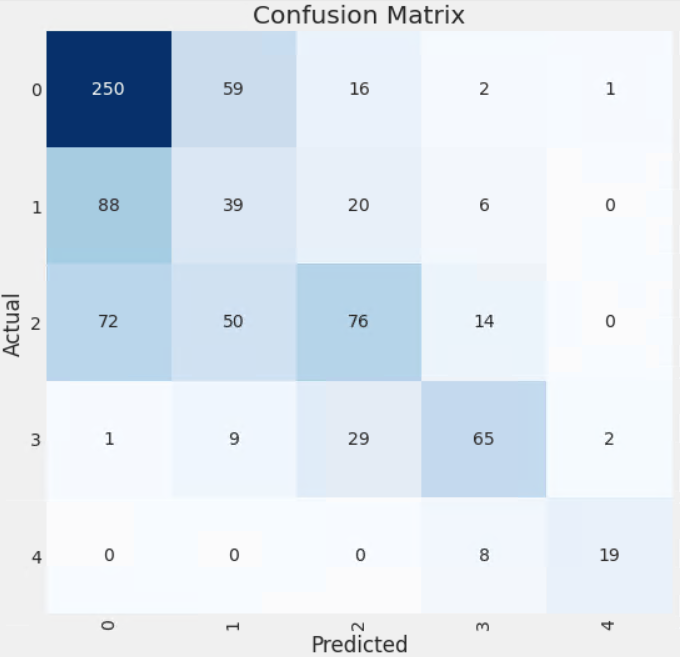 Confusion Matrix
0 250 59 16 2 1
1 88 39 20 6 0
Actual
2 72 50 76 14 0
3 1 9 29 65 2
4 0 0 0 8 19
0 1 2 3 4
Predicted